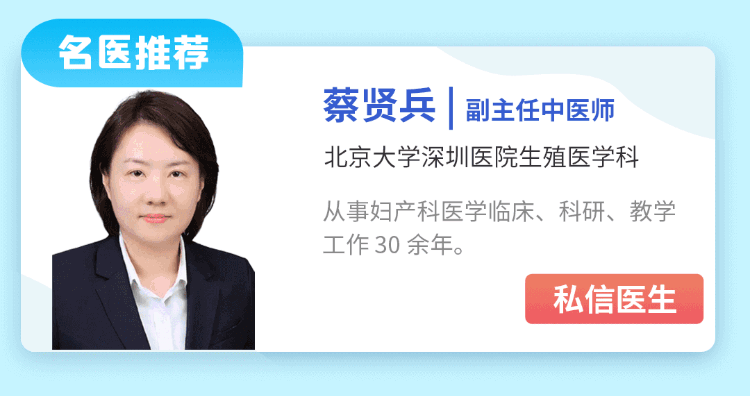 名医推荐
蔡贤兵 | 副主任中医师
北京大学深圳医院生殖医学科
从事妇产科医学临床、科研、教学
工作 30 余年。
私信医生